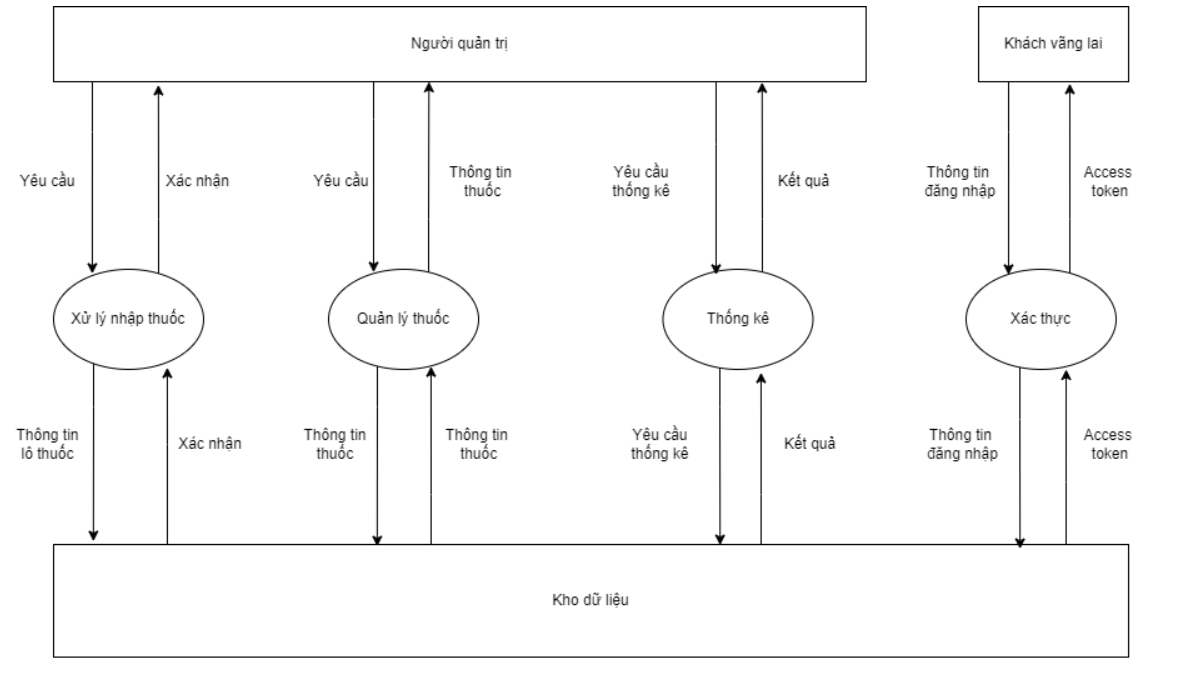 Người quản trị
Khách vãng lai
Yêu cầu
Xác nhận
Yêu cầu
Thông tin
thuốc
Yêu cầu
thống kê
Kết quả
Thông tin
đăng nhập
Access
token
Xử lý nhập thuốc
Quản lý thuốc
Thống kê
Xác thực
Thông tin
lô thuốc
Xác nhận
Thông tin
thuốc
Thông tin
thuốc
Yêu cầu
thống kê
Kết quả
Thông tin
đăng nhập
Access
token
Kho dữ liệu